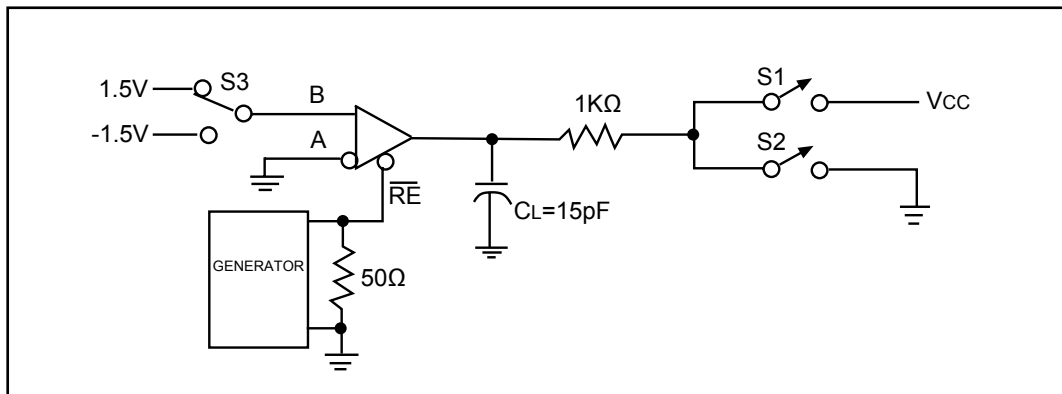 1.5V
S3
-1.5V
B
A
RE
GENERATOR
50Ω
CL=15pF
1KΩ
S1
VCC
S2